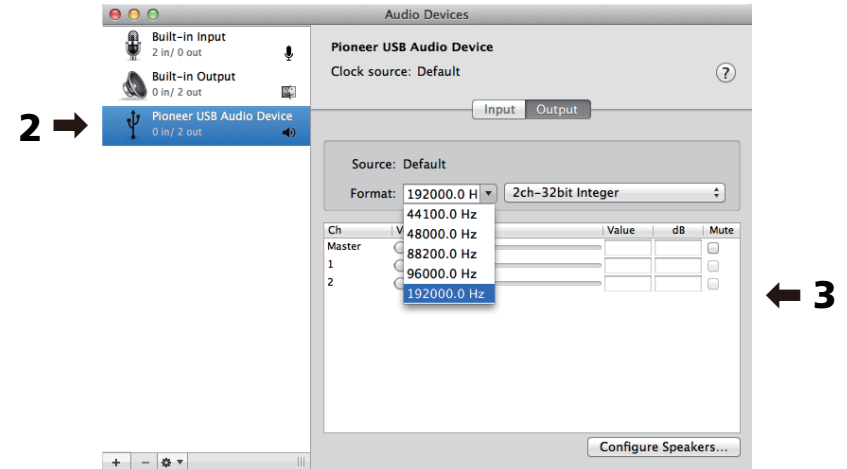 Audio Devices
Built-in Input
2 in/ 0 out
Built-in Output
0 in/ 2 out
2
Pioneer USB Audio Device
0 in/ 2 out
Pioneer USB Audio Device
Clock source: Default
?
Input Output
Source: Default
Format: 192000.0 H 2ch-32bit Integer
44100.0 Hz
48000.0 Hz
88200.0 Hz
96000.0 Hz
192000.0 Hz
Ch V Value dB Mute
Master
1
2
3
Configure Speakers...
+ −